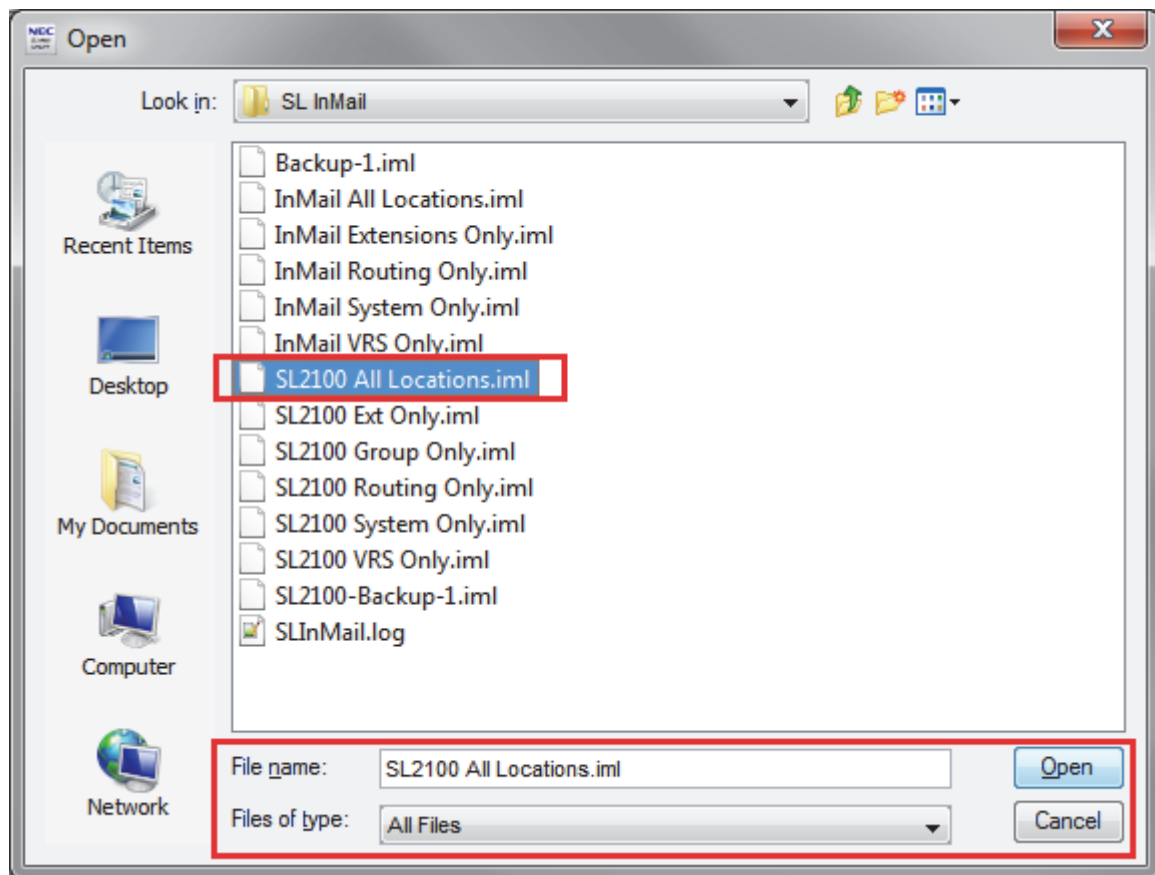 NEC
Open
Look in:
SL InMail
Backup-1.iml
InMail All Locations.iml
InMail Extensions Only.iml
InMail Routing Only.iml
InMail System Only.iml
InMail VRS Only.iml
SL2100 All Locations.iml
SL2100 Ext Only.iml
SL2100 Group Only.iml
SL2100 Routing Only.iml
SL2100 System Only.iml
SL2100 VRS Only.iml
SL2100-Backup-1.iml
SLInMail.log
Recent Items
Desktop
My Documents
Computer
Network
File name: SL2100 All Locations.iml Open
Files of type: All Files Cancel